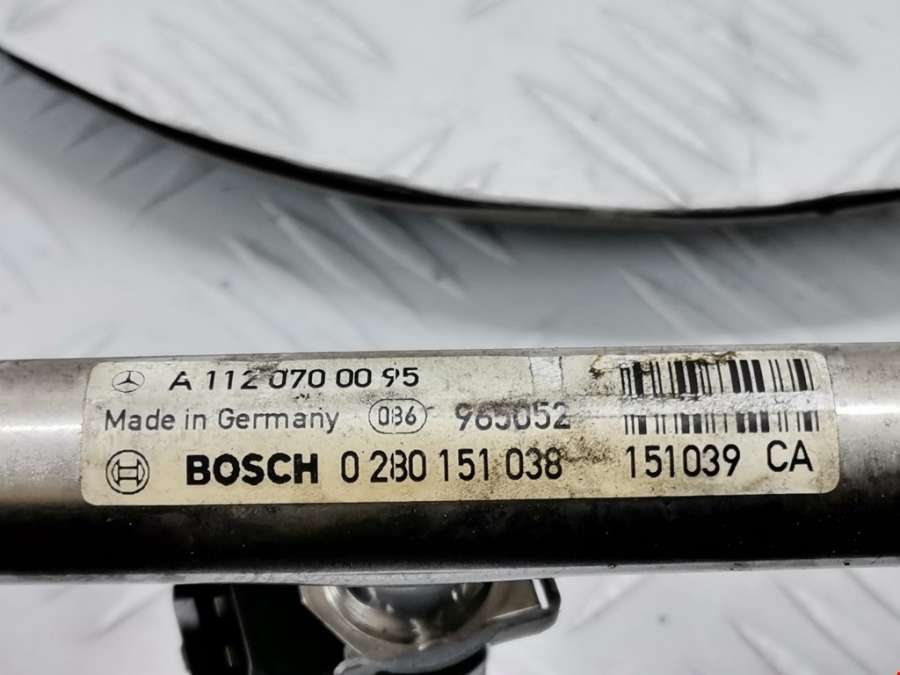 A 112 070 00 95
Made in Germany 086 965052
BOSCH 0 280 151 038 151039 CA